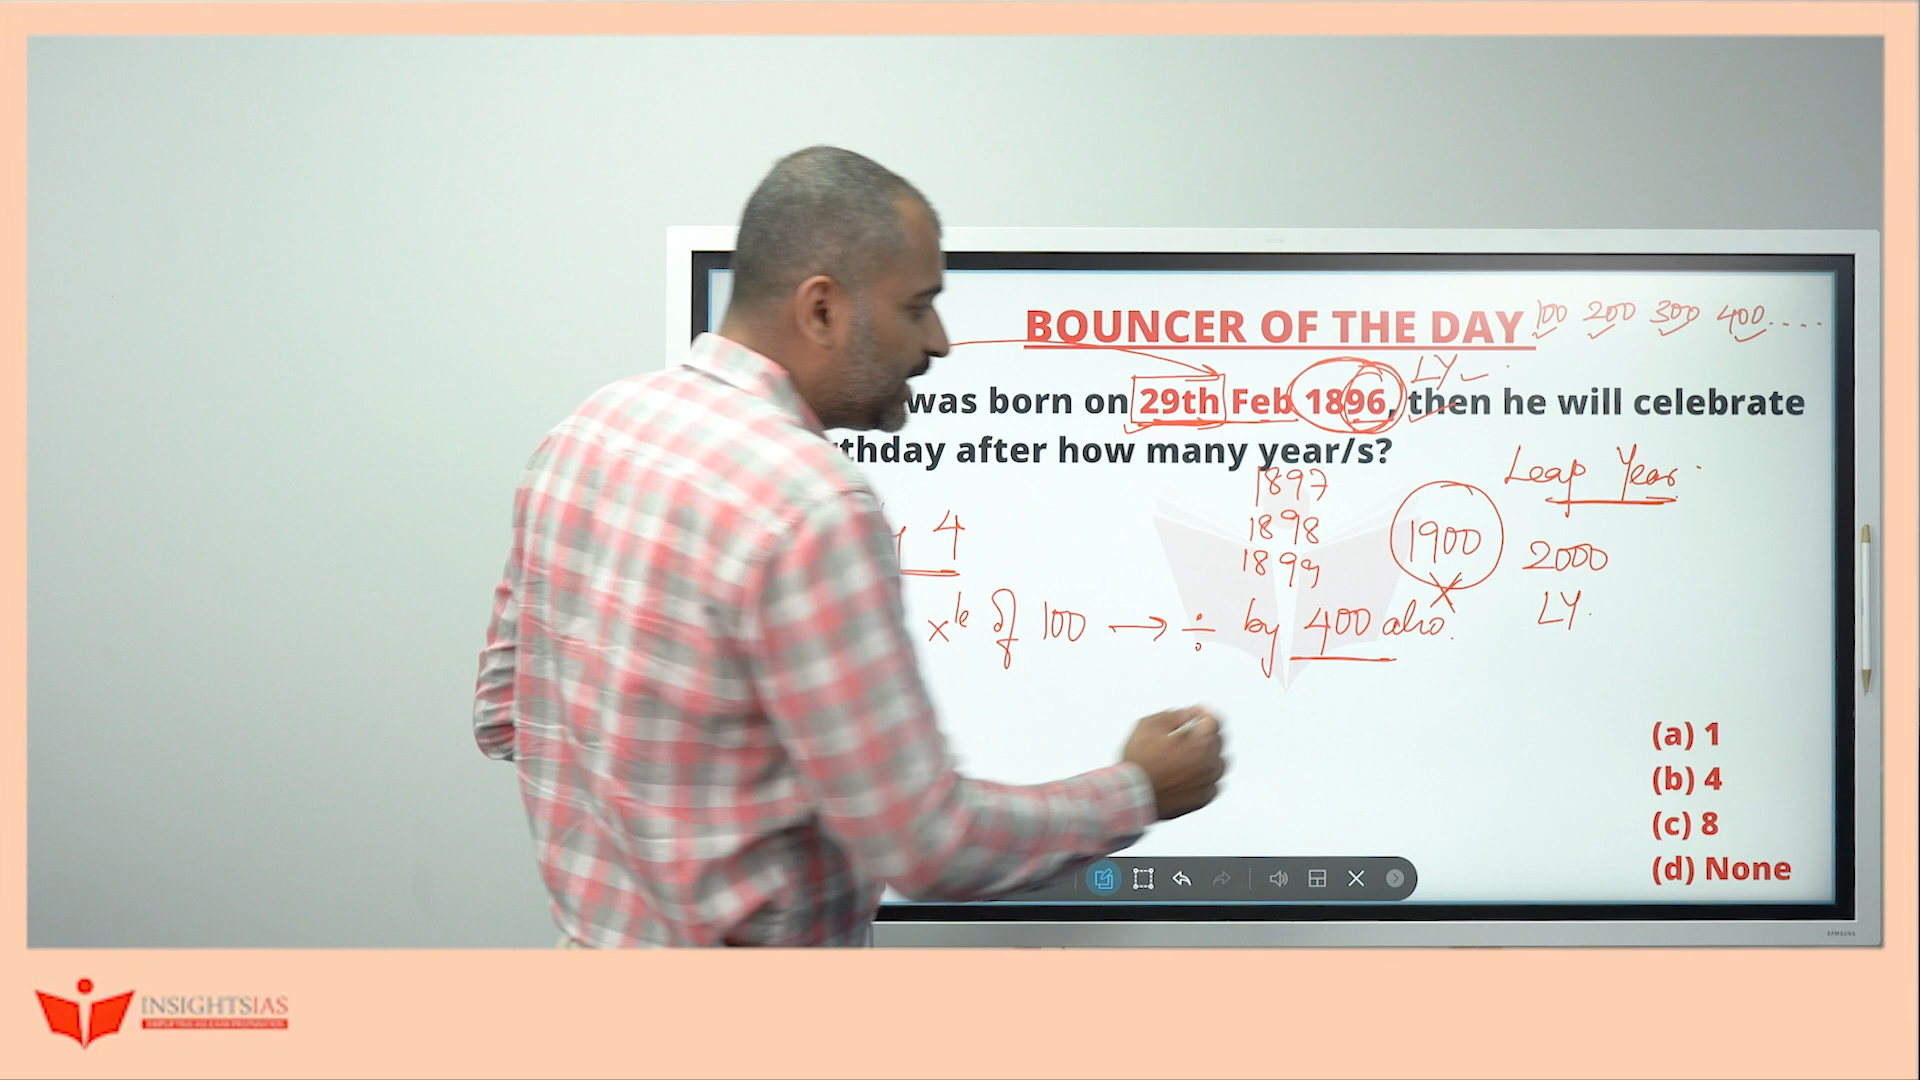 BOUNCER OF THE DAY 100 200 300 400....
LY
was born on 29th Feb 1896, then he will celebrate
thday after how many year/s?
Leap Year
1897
1898
1899
1900
2000
LY.
y 4
xle of 100 → ÷ by 400 also.
(a) 1
(b) 4
(c) 8
(d) None
SAMSUNG
INSIGHTSIAS